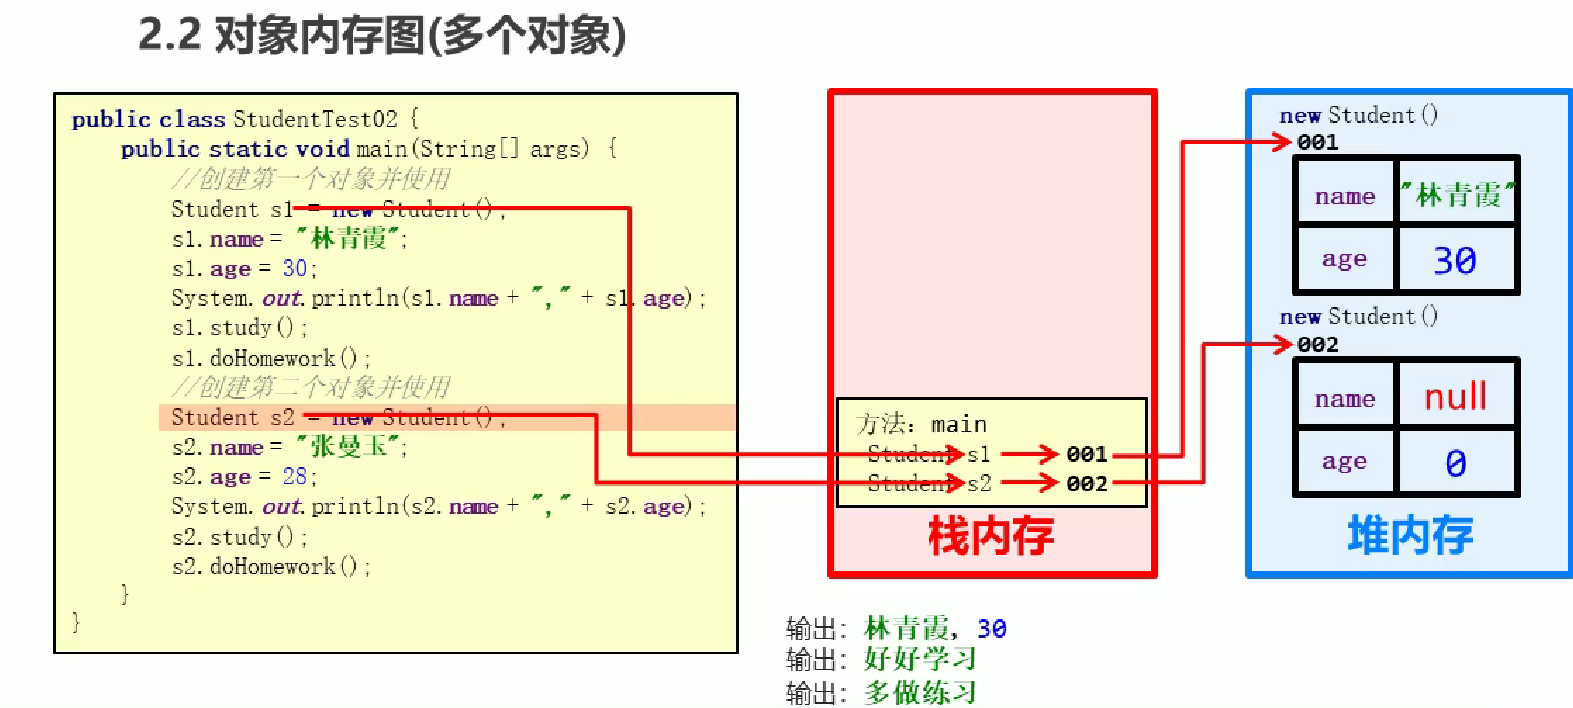 2.2 对象内存图(多个对象)
public class StudentTest02 {
public static void main(String[] args) {
//创建第一个对象并使用
Student s1 = new Student();
s1.name = "林青霞";
s1.age = 30;
System.out.println(s1.name + "," + s1.age);
s1.study();
s1.doHomework();
//创建第二个对象并使用
Student s2 = new Student();
s2.name = "张曼玉";
s2.age = 28;
System.out.println(s2.name + "," + s2.age);
s2.study();
s2.doHomework();
}
}
方法：main
Student s1 001
Student s2 002
栈内存
new Student()
001
name "林青霞"
age 30
new Student()
002
name null
age 0
堆内存
输出：林青霞，30
输出：好好学习
输出：多做练习